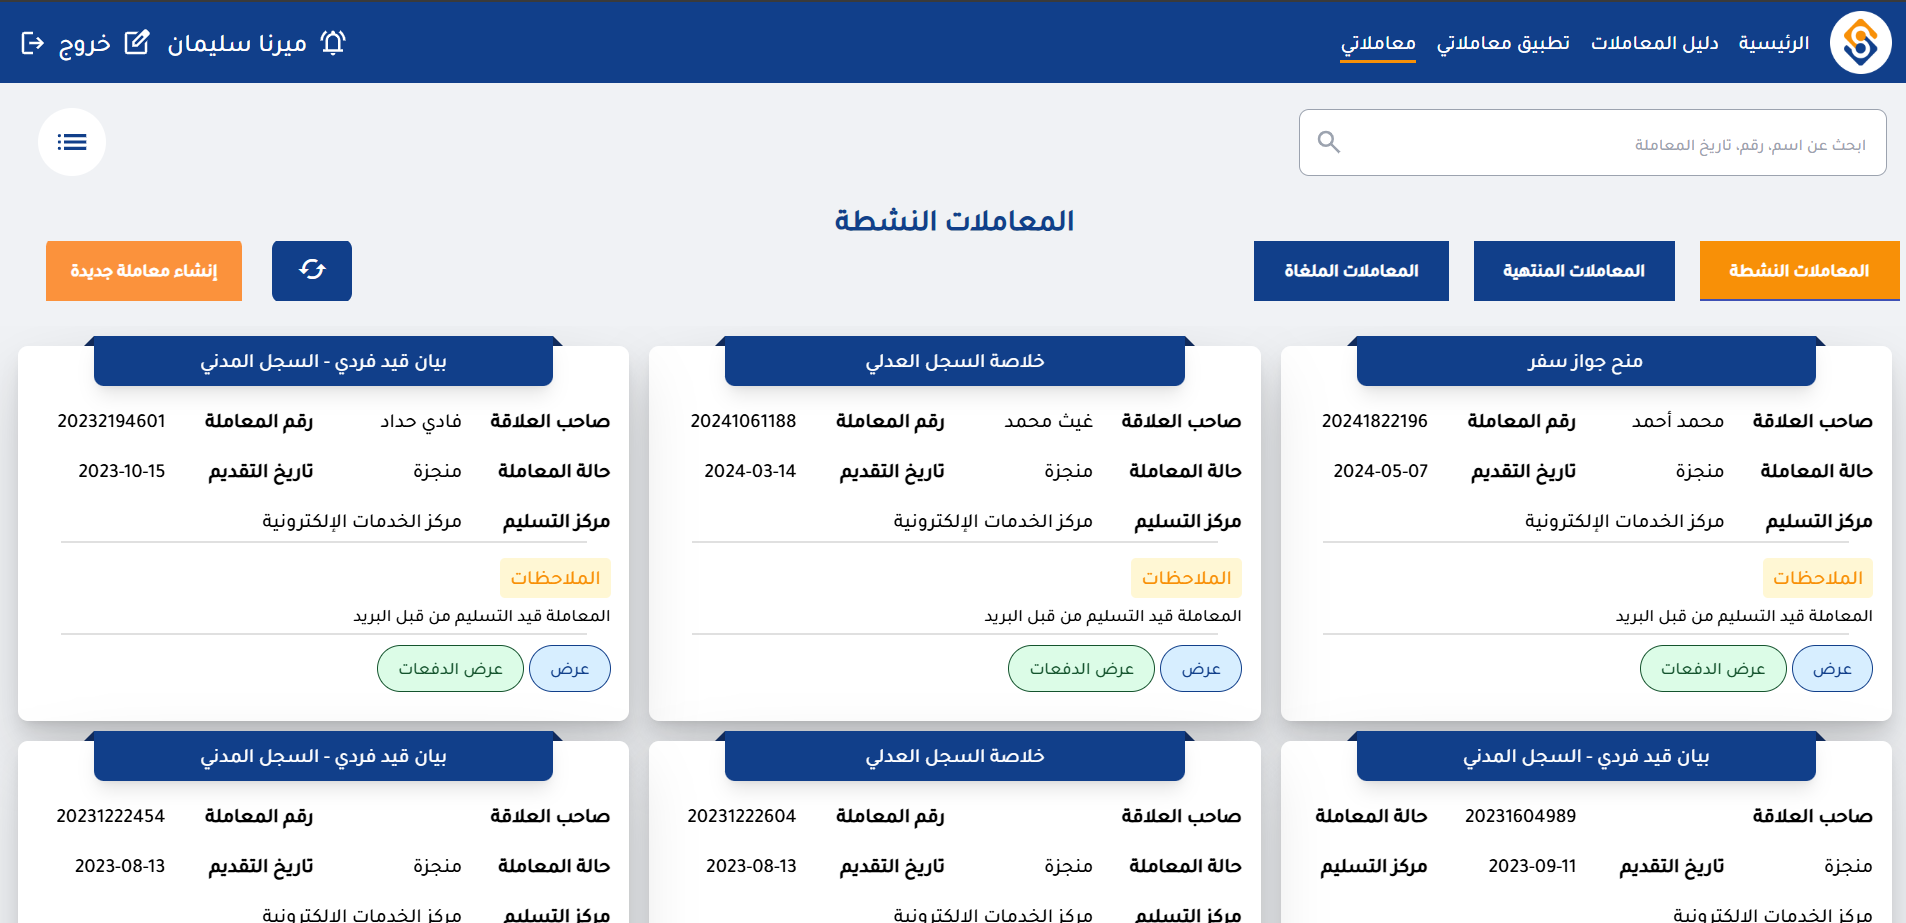 الرئيسية
دليل المعاملات
تطبيق معاملاتي
معاملاتي
ميرنا سليمان
خروج
ابحث عن اسم، رقم، تاريخ المعاملة
المعاملات النشطة
المعاملات النشطة
المعاملات المنتهية
المعاملات الملغاة
إنشاء معاملة جديدة
منح جواز سفر
صاحب العلاقة محمد أحمد رقم المعاملة 20241822196
حالة المعاملة منجزة تاريخ التقديم 2024-05-07
مركز التسليم مركز الخدمات الإلكترونية
الملاحظات
المعاملة قيد التسليم من قبل البريد
عرض عرض الدفعات
خلاصة السجل العدلي
صاحب العلاقة غيث محمد رقم المعاملة 20241061188
حالة المعاملة منجزة تاريخ التقديم 2024-03-14
مركز التسليم مركز الخدمات الإلكترونية
الملاحظات
المعاملة قيد التسليم من قبل البريد
عرض عرض الدفعات
بيان قيد فردي - السجل المدني
صاحب العلاقة فادي حداد رقم المعاملة 20232194601
حالة المعاملة منجزة تاريخ التقديم 2023-10-15
مركز التسليم مركز الخدمات الإلكترونية
الملاحظات
المعاملة قيد التسليم من قبل البريد
عرض عرض الدفعات
بيان قيد فردي - السجل المدني
صاحب العلاقة 20231604989 حالة المعاملة
منجزة تاريخ التقديم 2023-09-11 مركز التسليم
مركز الخدمات الإلكترونية
خلاصة السجل العدلي
صاحب العلاقة رقم المعاملة 20231222604
حالة المعاملة منجزة تاريخ التقديم 2023-08-13
مركز التسليم مركز الخدمات الإلكترونية
بيان قيد فردي - السجل المدني
صاحب العلاقة رقم المعاملة 20231222454
حالة المعاملة منجزة تاريخ التقديم 2023-08-13
مركز التسليم مركز الخدمات الإلكترونية